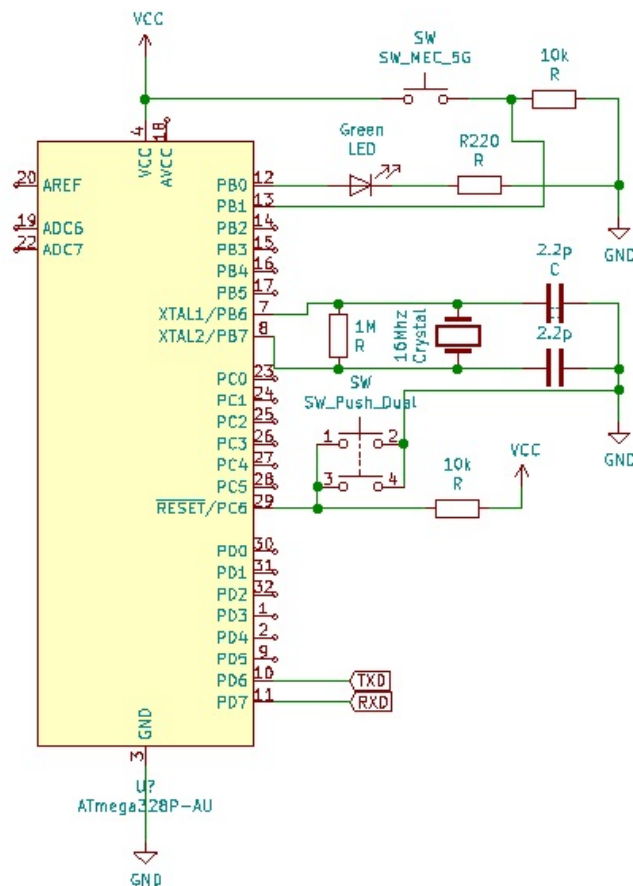 VCC
SW
SW_MEC_5G
10k
R
4
18
VCC
AVCC
Green
LED
R220
R
20
AREF
PB0
12
PB1
13
19
ADC6
PB2
14
22
ADC7
PB3
15
PB4
16
PB5
17
GND
XTAL1/PB6
7
XTAL2/PB7
8
1M
R
16Mhz
Crystal
2.2p
C
2.2p
PC0
23
PC1
24
PC2
25
PC3
26
PC4
27
PC5
28
RESET/PC6
29
SW
SW_Push_Dual
1
2
3
4
10k
R
VCC
GND
PD0
30
PD1
31
PD2
32
PD3
1
PD4
2
PD5
9
PD6
10
TXD
PD7
11
RXD
GND
3
U?
ATmega328P-AU
GND